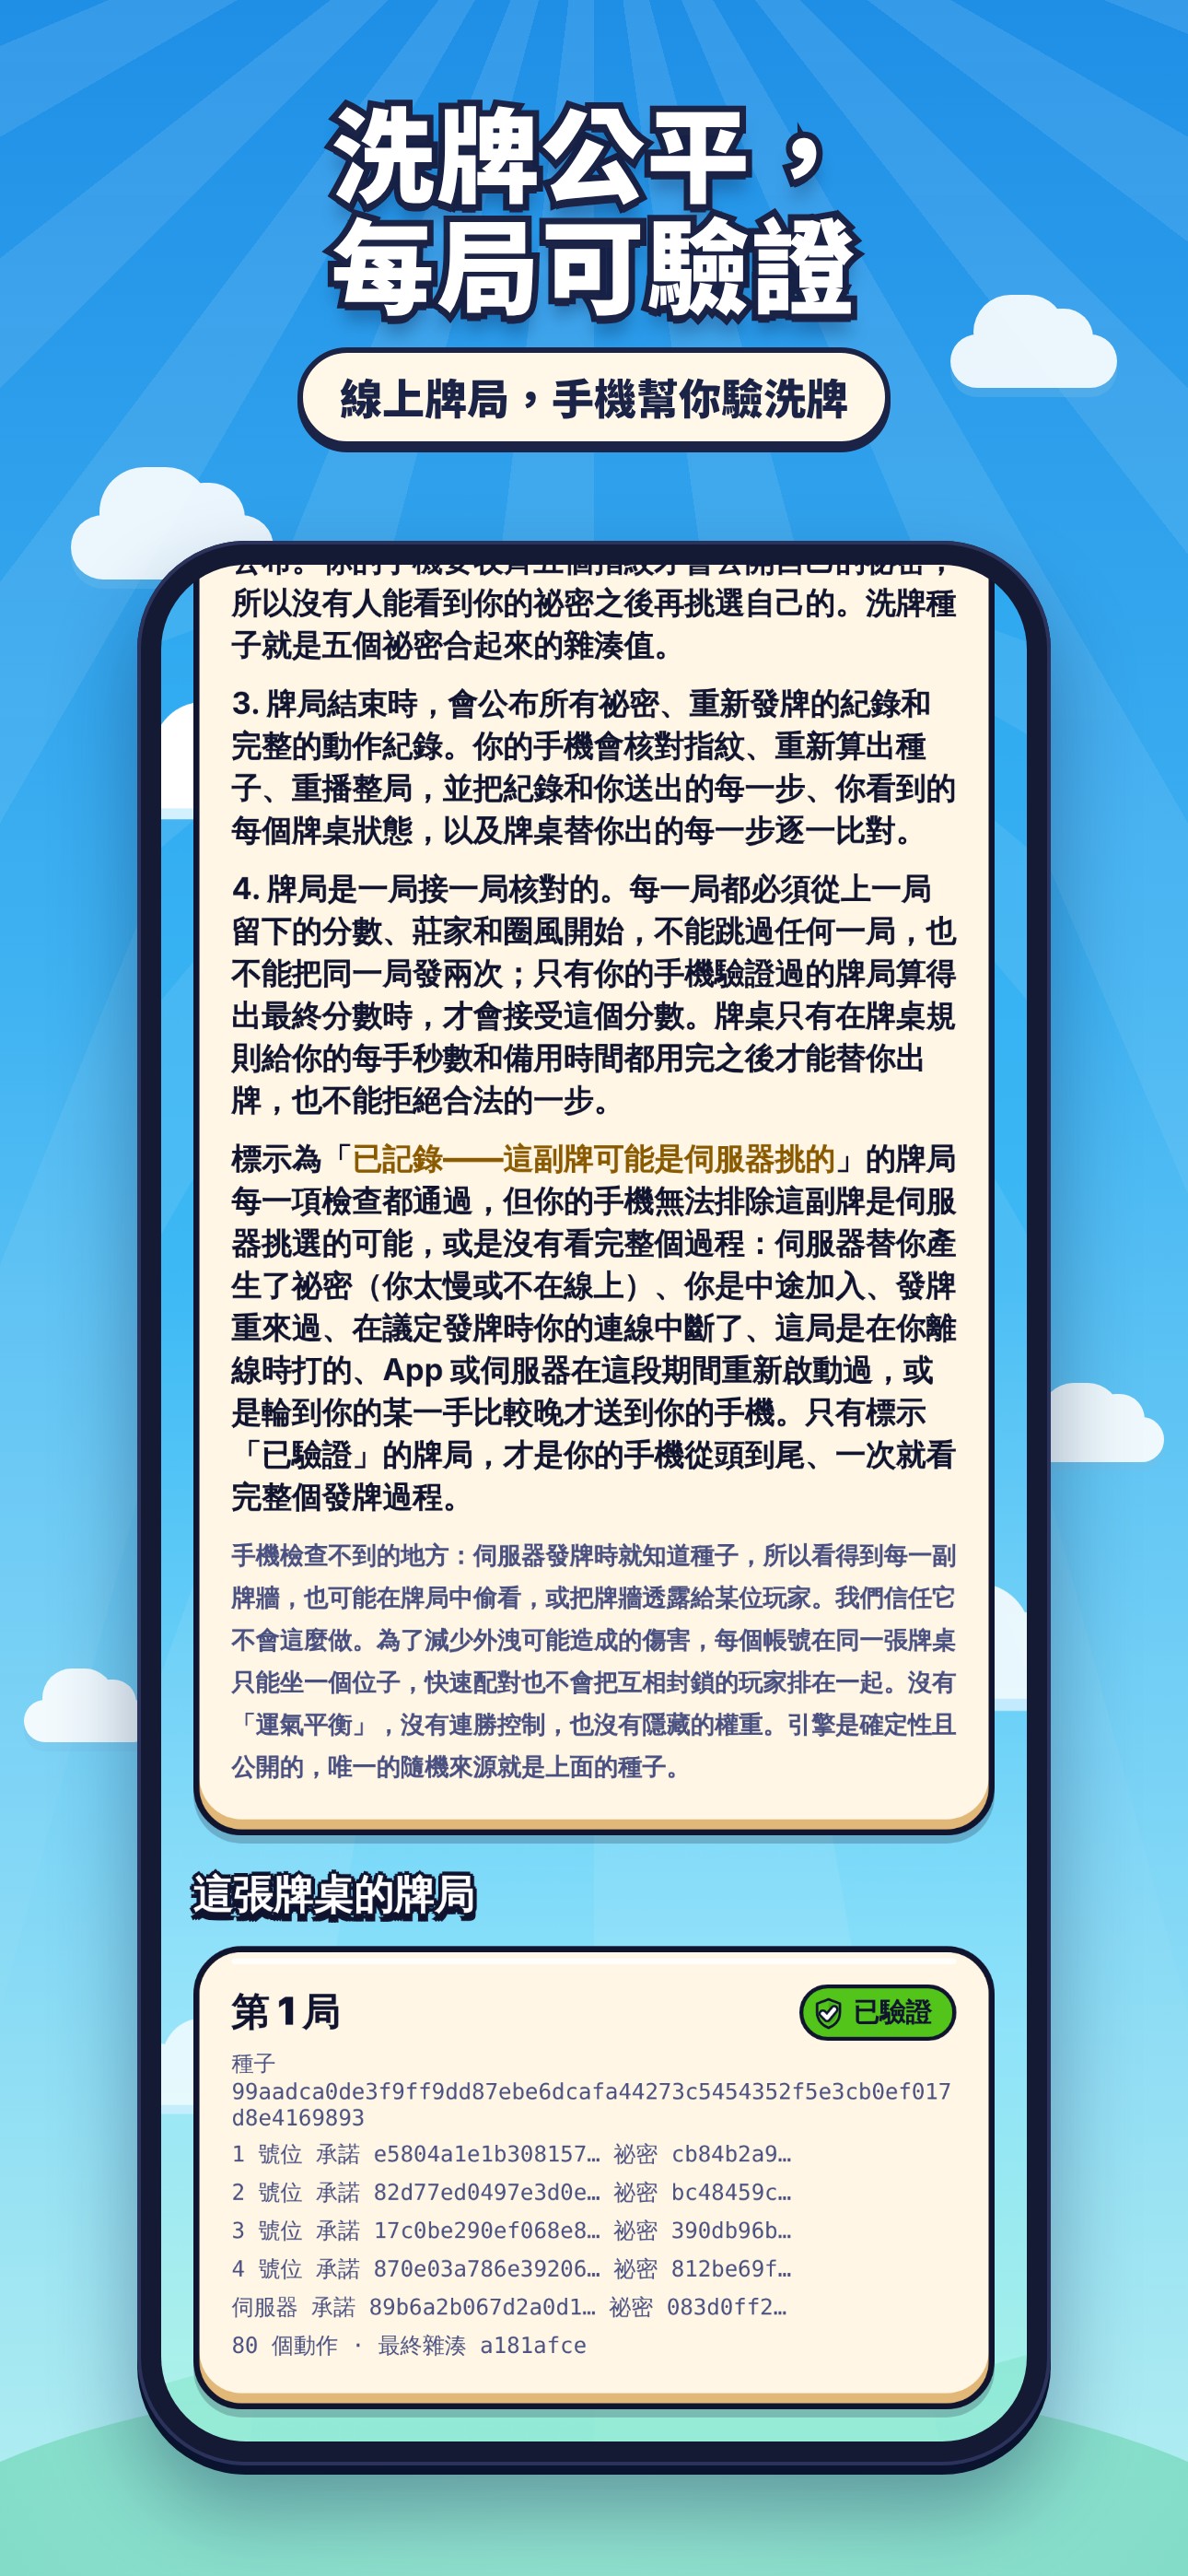 洗牌公平，
每局可驗證
線上牌局，手機幫你驗洗牌
公布。你的手機要收齊五個指紋才會公開自己的祕密，
所以沒有人能看到你的祕密之後再挑選自己的。洗牌種
子就是五個祕密合起來的雜湊值。
3. 牌局結束時，會公布所有祕密、重新發牌的紀錄和
完整的動作紀錄。你的手機會核對指紋、重新算出種
子、重播整局，並把紀錄和你送出的每一步、你看到的
每個牌桌狀態，以及牌桌替你出的每一步逐一比對。
4. 牌局是一局接一局核對的。每一局都必須從上一局
留下的分數、莊家和圈風開始，不能跳過任何一局，也
不能把同一局發兩次；只有你的手機驗證過的牌局算得
出最終分數時，才會接受這個分數。牌桌只有在牌桌規
則給你的每手秒數和備用時間都用完之後才能替你出
牌，也不能拒絕合法的一步。
標示為「已記錄——這副牌可能是伺服器挑的」的牌局
每一項檢查都通過，但你的手機無法排除這副牌是伺服
器挑選的可能，或是沒有看完整個過程：伺服器替你產
生了祕密（你太慢或不在線上）、你是中途加入、發牌
重來過、在議定發牌時你的連線中斷了、這局是在你離
線時打的、App 或伺服器在這段期間重新啟動過，或
是輪到你的某一手比較晚才送到你的手機。只有標示
「已驗證」的牌局，才是你的手機從頭到尾、一次就看
完整個發牌過程。
手機檢查不到的地方：伺服器發牌時就知道種子，所以看得到每一副
牌牆，也可能在牌局中偷看，或把牌牆透露給某位玩家。我們信任它
不會這麼做。為了減少外洩可能造成的傷害，每個帳號在同一張牌桌
只能坐一個位子，快速配對也不會把互相封鎖的玩家排在一起。沒有
「運氣平衡」，沒有連勝控制，也沒有隱藏的權重。引擎是確定性且
公開的，唯一的隨機來源就是上面的種子。
這張牌桌的牌局
第 1 局 已驗證
種子
99aadca0de3f9ff9dd87ebe6dcafa44273c5454352f5e3cb0ef017
d8e4169893
1 號位 承諾 e5804a1e1b308157… 祕密 cb84b2a9…
2 號位 承諾 82d77ed0497e3d0e… 祕密 bc48459c…
3 號位 承諾 17c0be290ef068e8… 祕密 390db96b…
4 號位 承諾 870e03a786e39206… 祕密 812be69f…
伺服器 承諾 89b6a2b067d2a0d1… 祕密 083d0ff2…
80 個動作 · 最終雜湊 a181afce